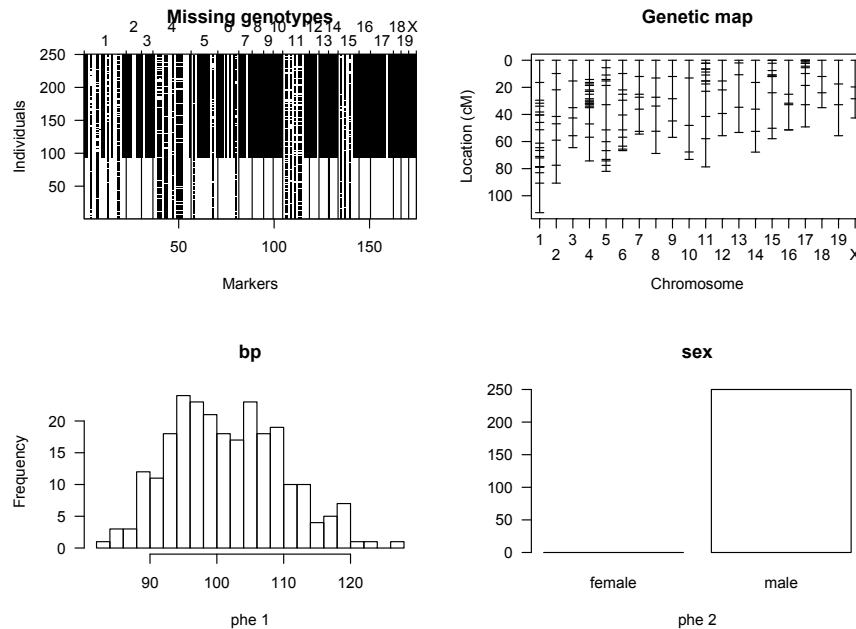 Missing genotypes
2 4 6 8 10 12 14 16 18 X
1 3 5 7 9 11 13 15 17 19
250
200
150
100
50
Individuals
50 100 150
Markers
Genetic map
0
20
40
60
80
100
Location (cM)
1 3 5 7 9 11 13 15 17 19
2 4 6 8 10 12 14 16 18 X
Chromosome
bp
20
15
10
5
0
Frequency
90 100 110 120
phe 1
sex
250
200
150
100
50
0
female male
phe 2